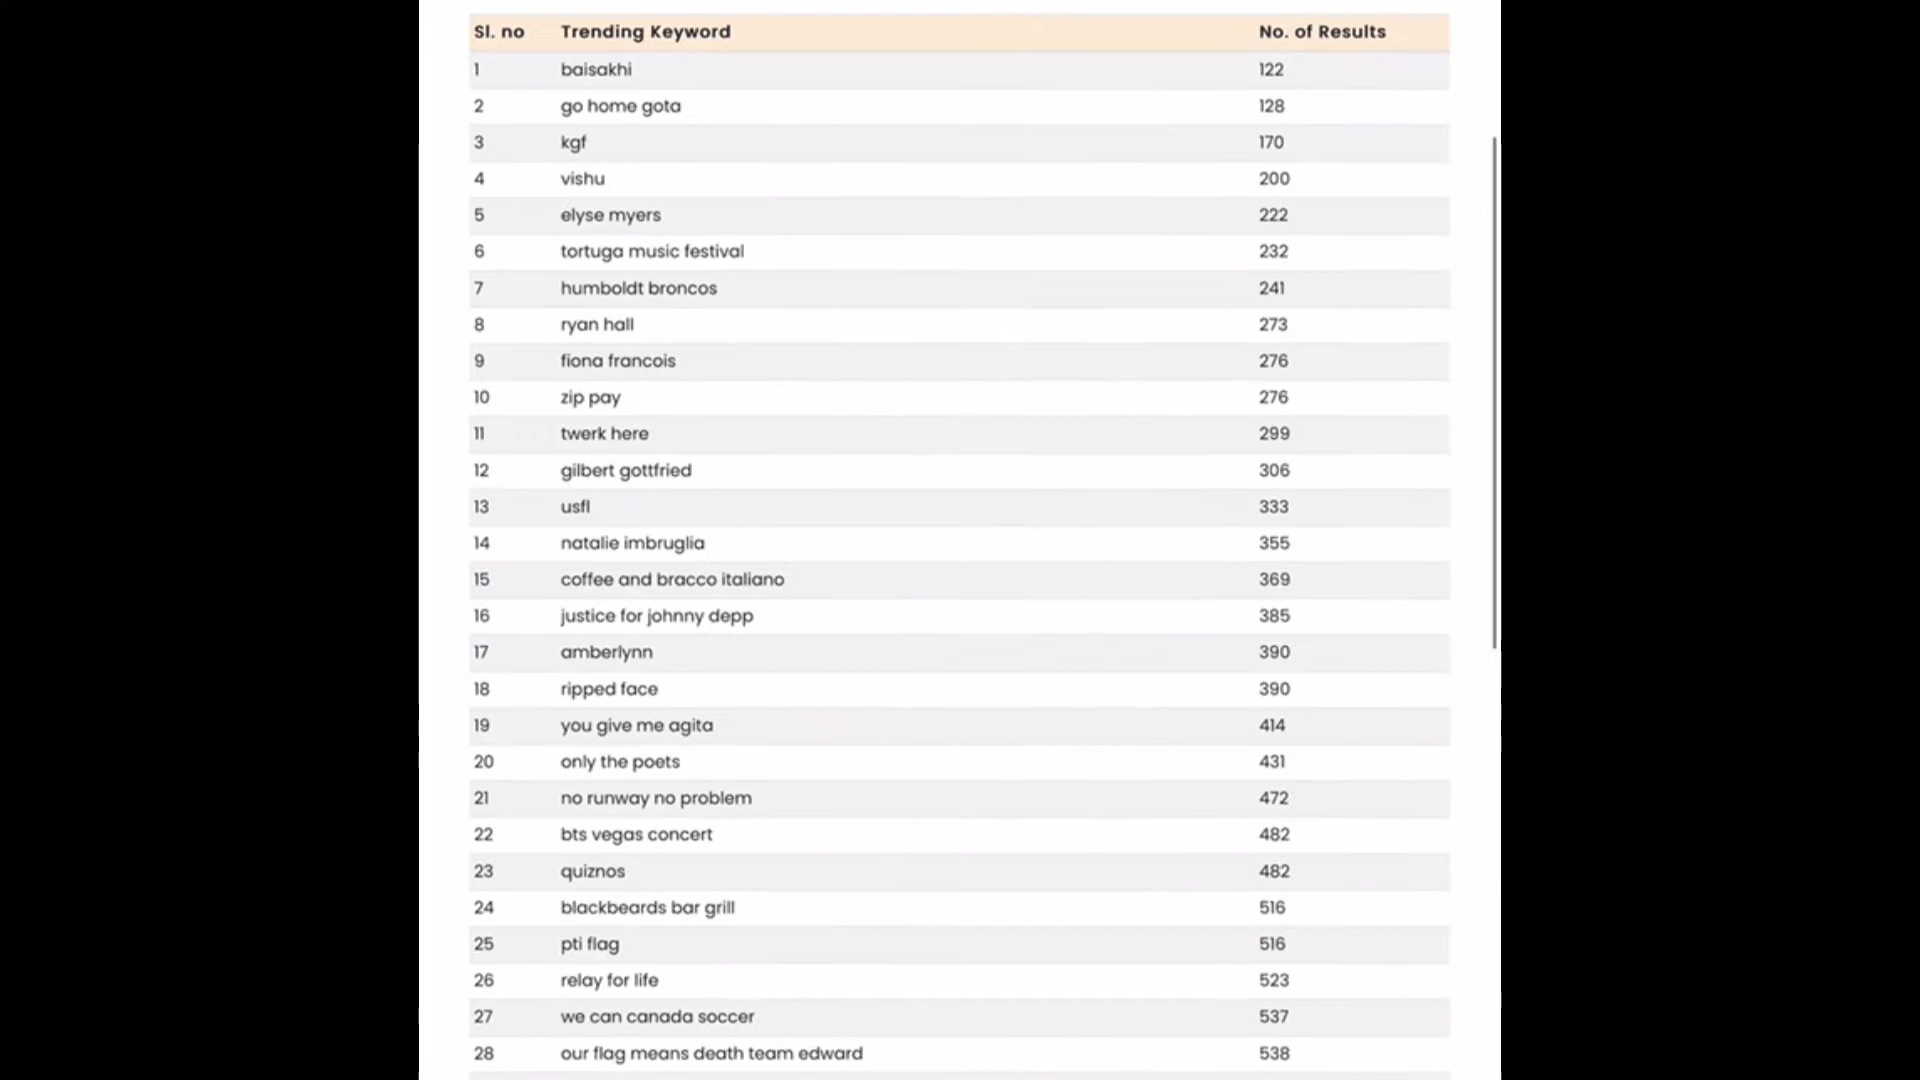 Sl. no Trending Keyword No. of Results
1 baisakhi 122
2 go home gota 128
3 kgf 170
4 vishu 200
5 elyse myers 222
6 tortuga music festival 232
7 humboldt broncos 241
8 ryan hall 273
9 fiona francois 276
10 zip pay 276
11 twerk here 299
12 gilbert gottfried 306
13 usfl 333
14 natalie imbruglia 355
15 coffee and bracco italiano 369
16 justice for johnny depp 385
17 amberlynn 390
18 ripped face 390
19 you give me agita 414
20 only the poets 431
21 no runway no problem 472
22 bts vegas concert 482
23 quiznos 482
24 blackbeards bar grill 516
25 pti flag 516
26 relay for life 523
27 we can canada soccer 537
28 our flag means death team edward 538